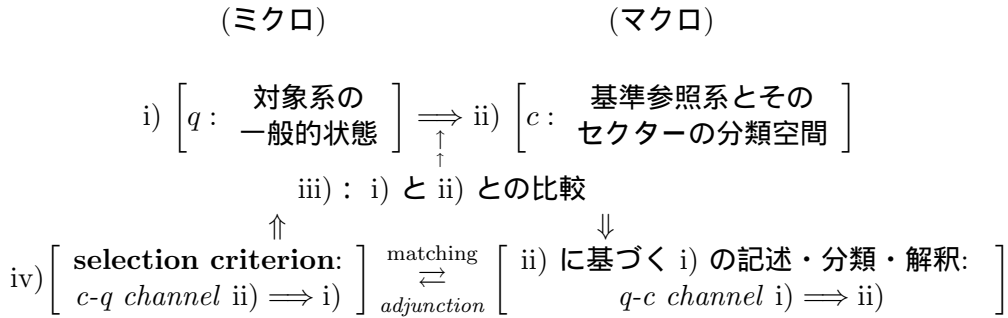 (ミクロ) (マクロ)
i) [ q : 対象系の 一般的状態 ] ⟹ ii) [ c : 基準参照系とその セクターの分類空間 ]
↑
↑
iii) : i) と ii) との比較
⇑ ⇓
iv) [ selection criterion: c-q channel ii) ⟹ i) ] matching ⇄ adjunction [ ii) に基づく i) の記述・分類・解釈: q-c channel i) ⟹ ii) ]